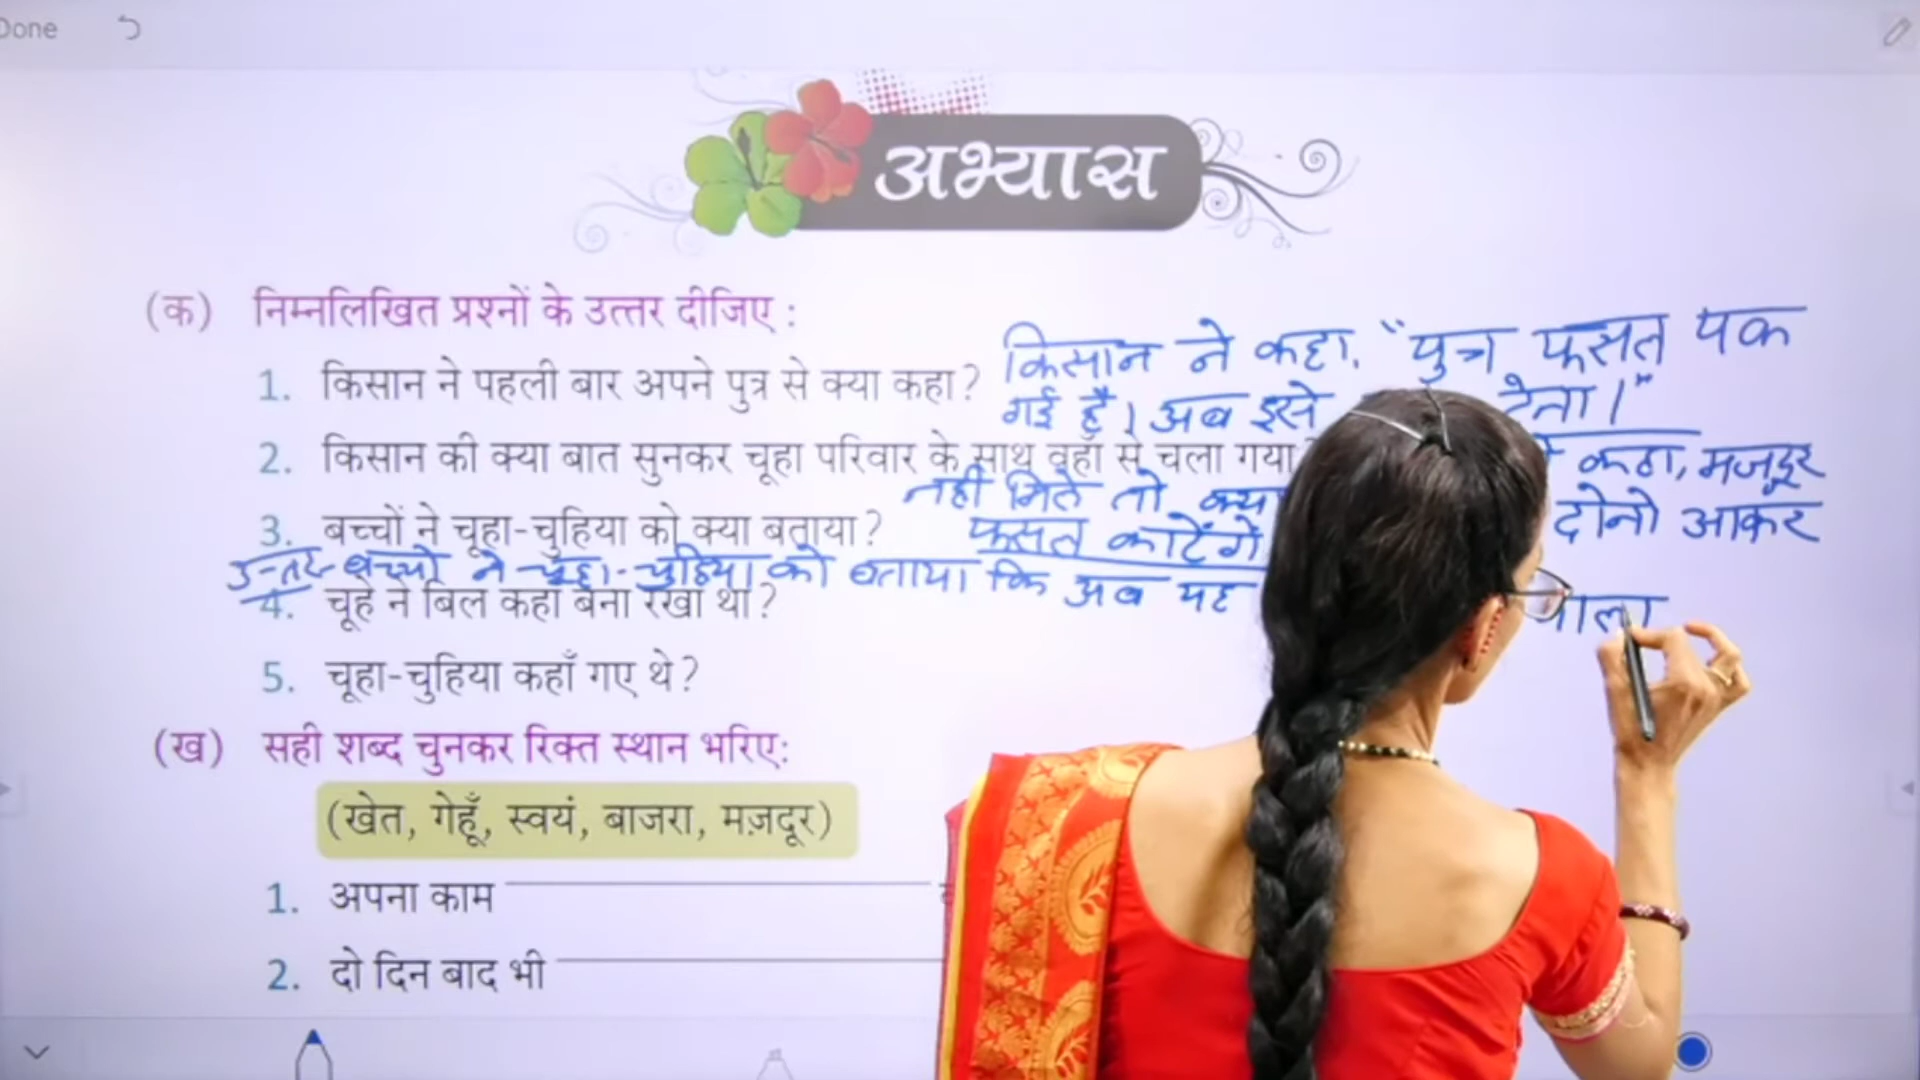 Done
अभ्यास
(क) निम्नलिखित प्रश्नों के उत्तर दीजिए :
किसान ने कहा, "पुत्र फसल पक
1. किसान ने पहली बार अपने पुत्र से क्या कहा?
गई है। अब इसे देना।"
2. किसान की क्या बात सुनकर चूहा परिवार के साथ वहाँ से चला गया?
कहा, मजदूर
नही मिले तो क्या दोनो आकर
3. बच्चों ने चूहा-चुहिया को क्या बताया?
फसल काटेंगे
उत्तर- बच्चो ने चूहा-चुहिया को बताया कि अब यह वाला
4. चूहे ने बिल कहाँ बना रखा था?
5. चूहा-चुहिया कहाँ गए थे?
(ख) सही शब्द चुनकर रिक्त स्थान भरिए:
(खेत, गेहूँ, स्वयं, बाजरा, मज़दूर)
1. अपना काम
2. दो दिन बाद भी